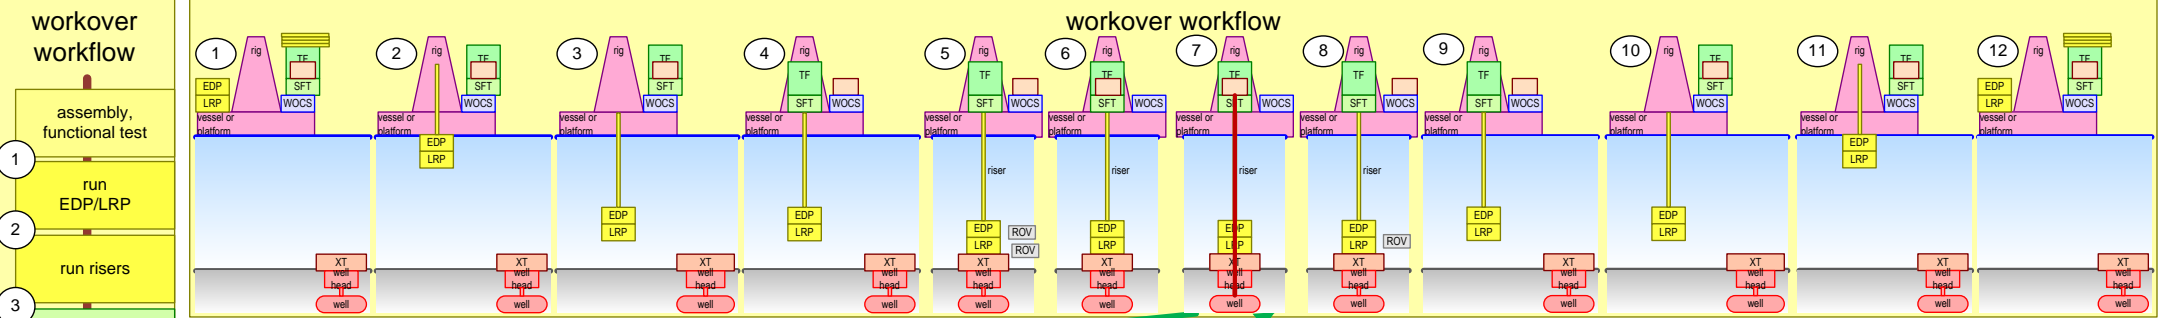 workover
workflow
assembly,
functional test
1
run
EDP/LRP
2
run risers
3
workover workflow
1
rig
TF
EDP
SFT
LRP
WOCS
vessel or
platform
XT
well
head
well
2
rig
TF
SFT
WOCS
vessel or
platform
EDP
LRP
XT
well
head
well
3
rig
TF
SFT
WOCS
vessel or
platform
EDP
LRP
XT
well
head
well
4
rig
TF
SFT
WOCS
vessel or
platform
EDP
LRP
XT
well
head
well
5
rig
TF
SFT
WOCS
vessel or
platform
riser
EDP
ROV
LRP
ROV
XT
well
head
well
6
rig
TF
SFT
WOCS
vessel or
platform
riser
EDP
LRP
XT
well
head
well
7
rig
TF
SFT
WOCS
vessel or
platform
riser
EDP
LRP
XT
well
head
well
8
rig
TF
SFT
WOCS
vessel or
platform
riser
EDP
ROV
LRP
XT
well
head
well
9
rig
TF
SFT
WOCS
vessel or
platform
EDP
LRP
XT
well
head
well
10
rig
TF
SFT
WOCS
vessel or
platform
EDP
LRP
XT
well
head
well
11
rig
TF
SFT
WOCS
vessel or
platform
EDP
LRP
XT
well
head
well
12
rig
TF
EDP
SFT
LRP
WOCS
vessel or
platform
XT
well
head
well